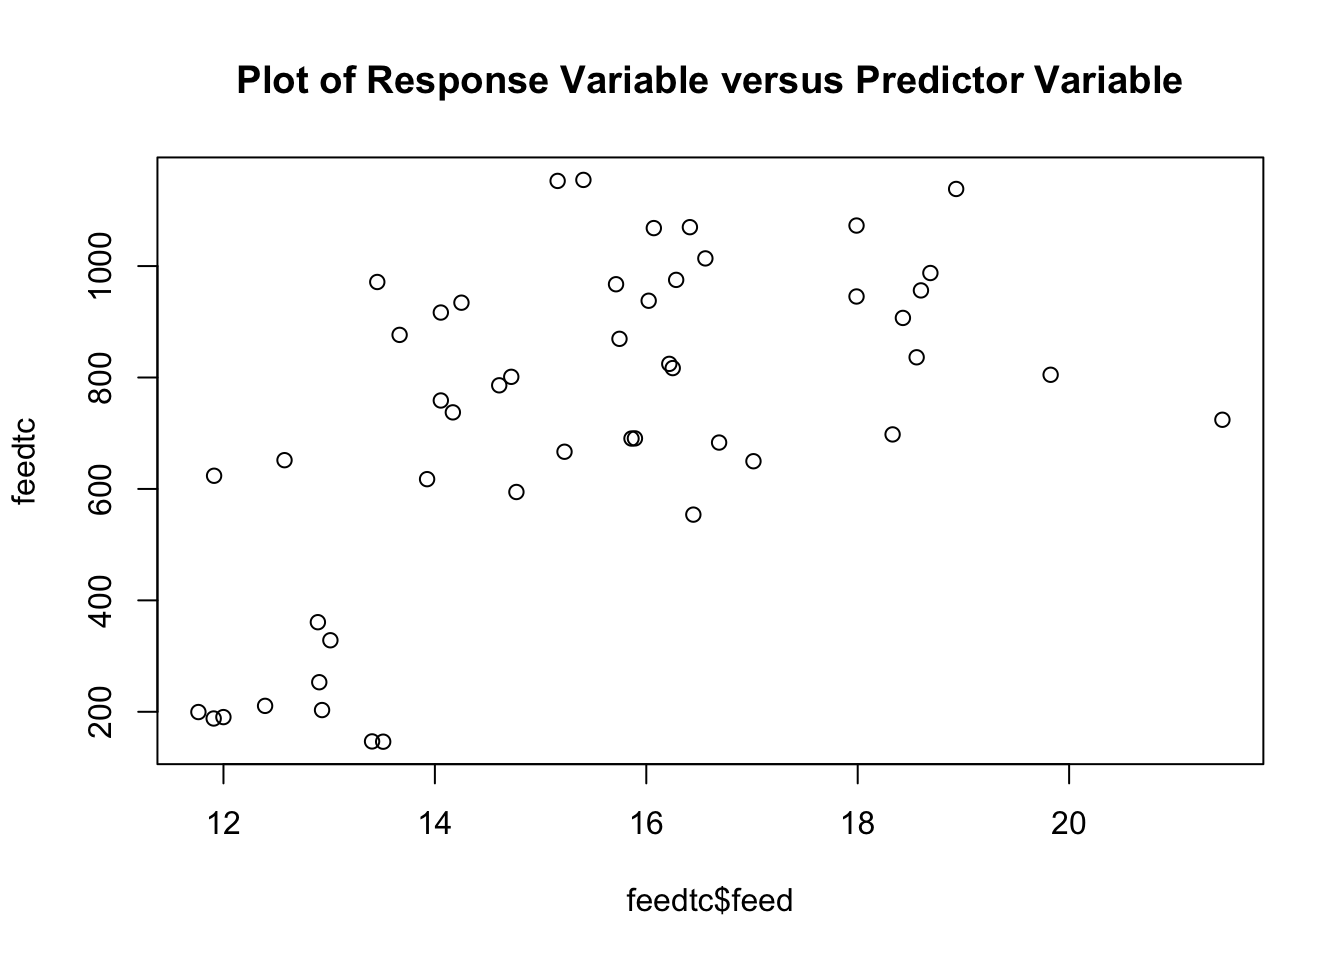 Plot of Response Variable versus Predictor Variable
feedtc
1000
800
600
400
200
12 14 16 18 20
feedtc$feed